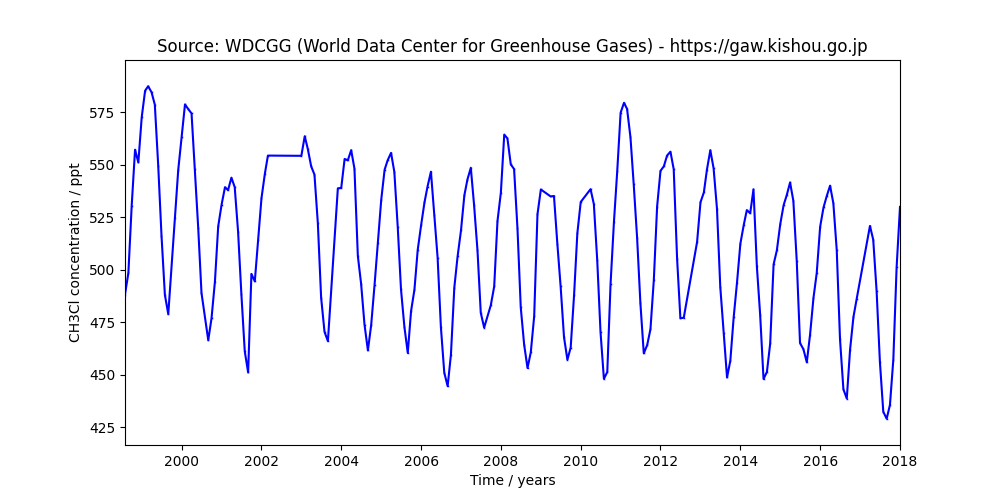 Source: WDCGG (World Data Center for Greenhouse Gases) - https://gaw.kishou.go.jp
CH3Cl concentration / ppt
575
550
525
500
475
450
425
2000 2002 2004 2006 2008 2010 2012 2014 2016 2018
Time / years